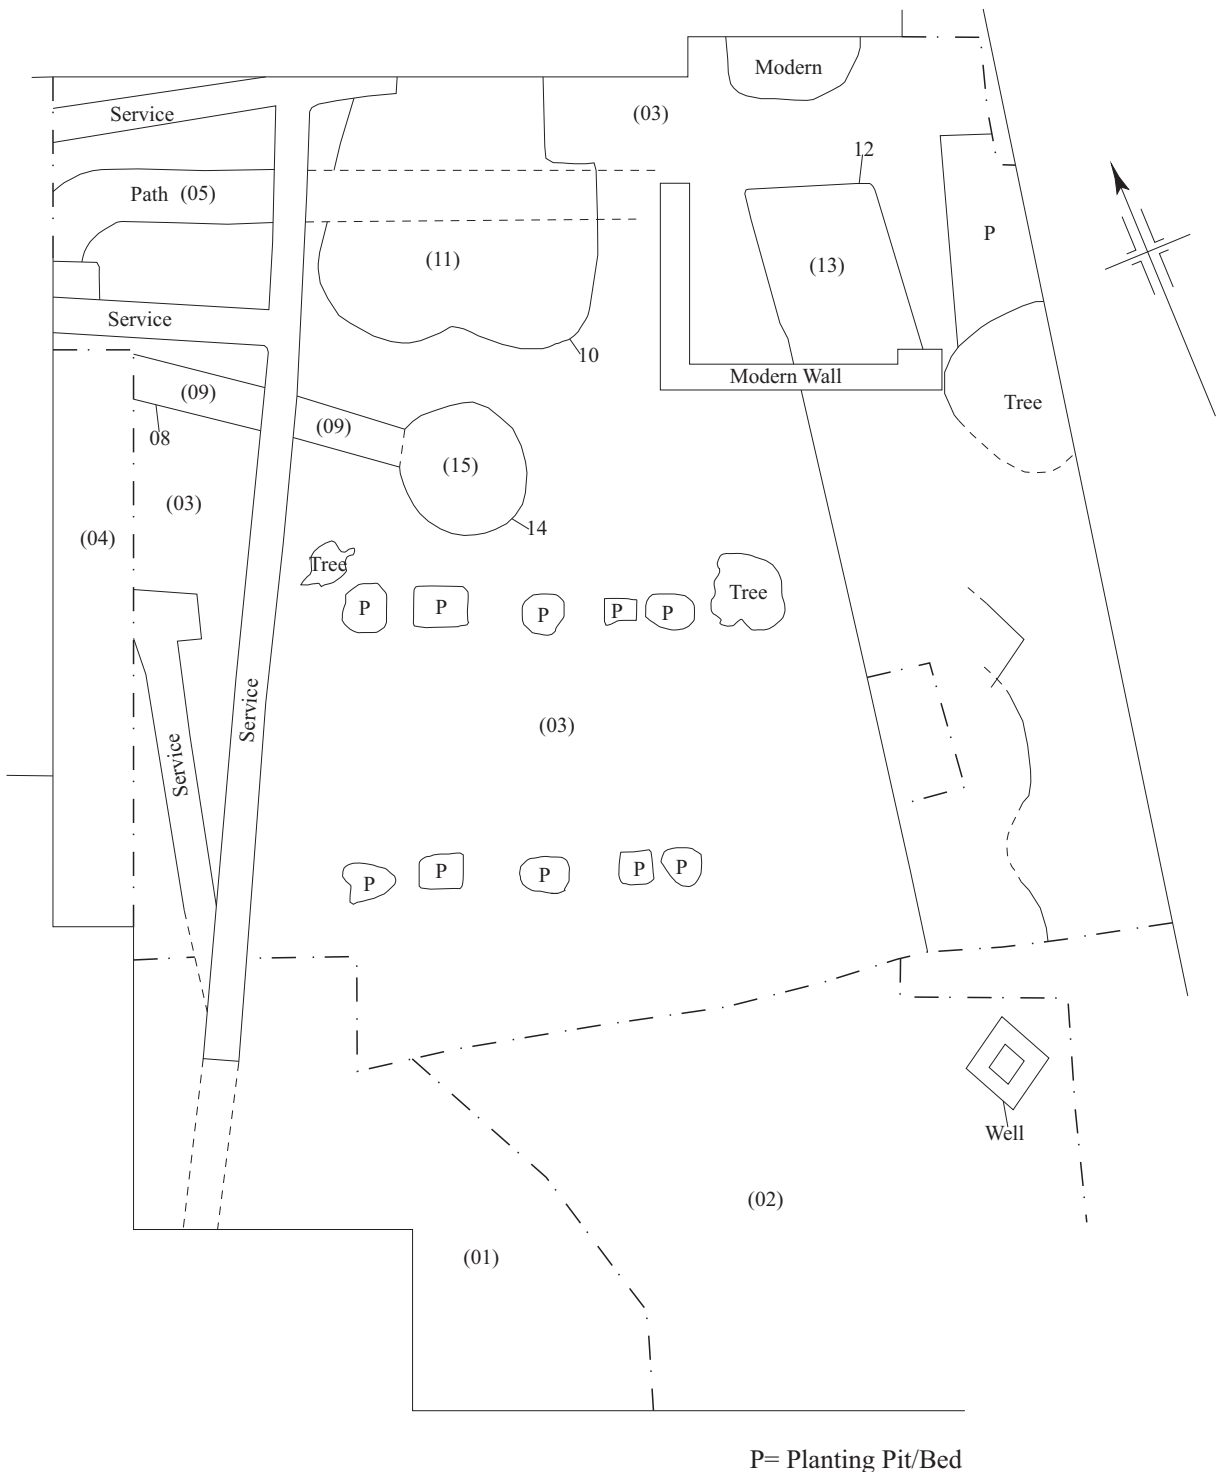 Modern
Service
(03)
12
Path (05)
P
(11)
(13)
Service
10
Modern Wall
(09)
Tree
(09)
08
(15)
(03)
14
(04)
Tree
Tree
P
P
P
P
P
Service
(03)
Service
P
P
P
P
P
Well
(02)
(01)
P= Planting Pit/Bed